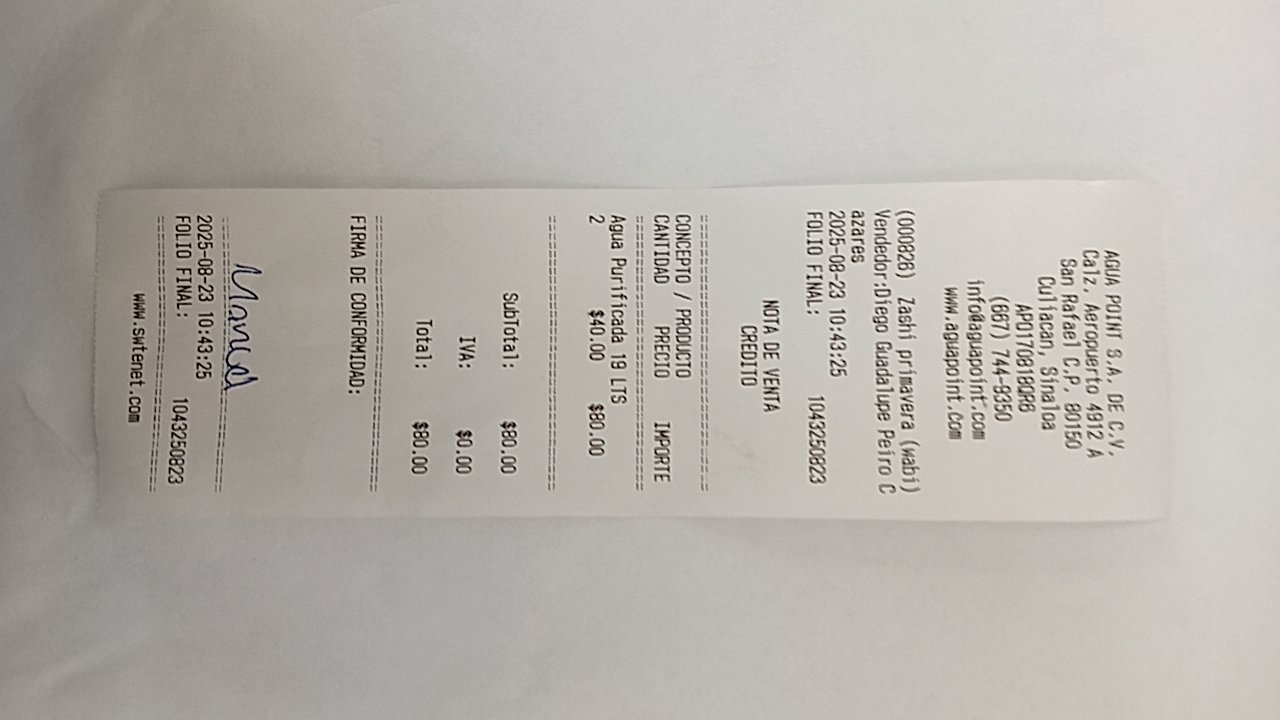 AGUA POINT S.A. DE C.V.
Calz. Aeropuerto 4912 A
San Rafael C.P. 80150
Culiacan, Sinaloa
APO170818QR6
(667) 744-9350
info@aguapoint.com
www.aguapoint.com
(000826) Zashi primavera (wabi)
Vendedor:Diego Guadalupe Peiro C
azares
2025-08-23 10:43:25
FOLIO FINAL: 1043250823
NOTA DE VENTA
CREDITO
================================
CONCEPTO / PRODUCTO
CANTIDAD PRECIO IMPORTE
================================
Agua Purificada 19 LTS
2 $40.00 $80.00
================================
SubTotal: $80.00
IVA: $0.00
Total: $80.00
================================
FIRMA DE CONFORMIDAD:
Manuel
================================
2025-08-23 10:43:25
FOLIO FINAL: 1043250823
================================
www.swtenet.com